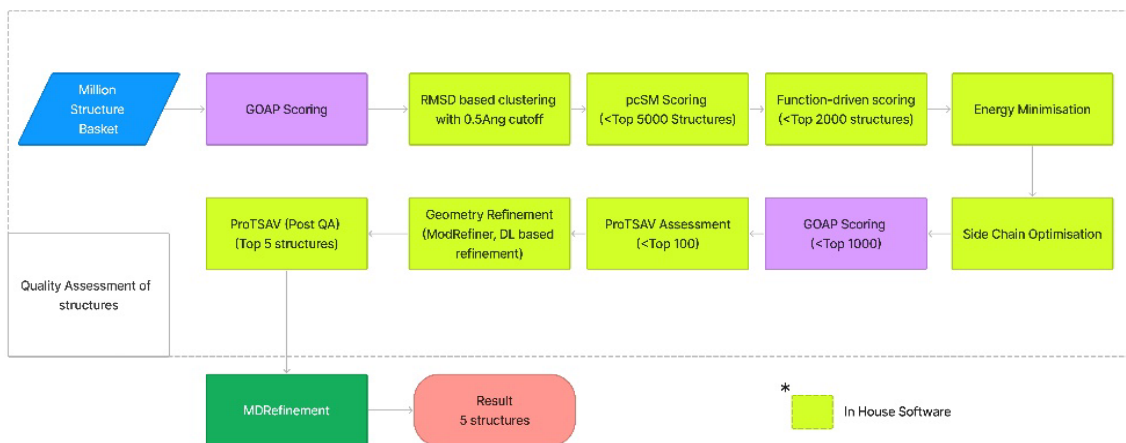 Million
Structure
Basket
GOAP Scoring
RMSD based clustering
with 0.5Ang cutoff
pcSM Scoring
(<Top 5000 Structures)
Function-driven scoring
(<Top 2000 structures)
Energy Minimisation
ProTSAV (Post QA)
(Top 5 structures)
Geometry Refinement
(ModRefiner, DL based
refinement)
ProTSAV Assessment
(<Top 100)
GOAP Scoring
(<Top 1000)
Side Chain Optimisation
Quality Assessment of
structures
MDRefinement
Result
5 structures
*
In House Software